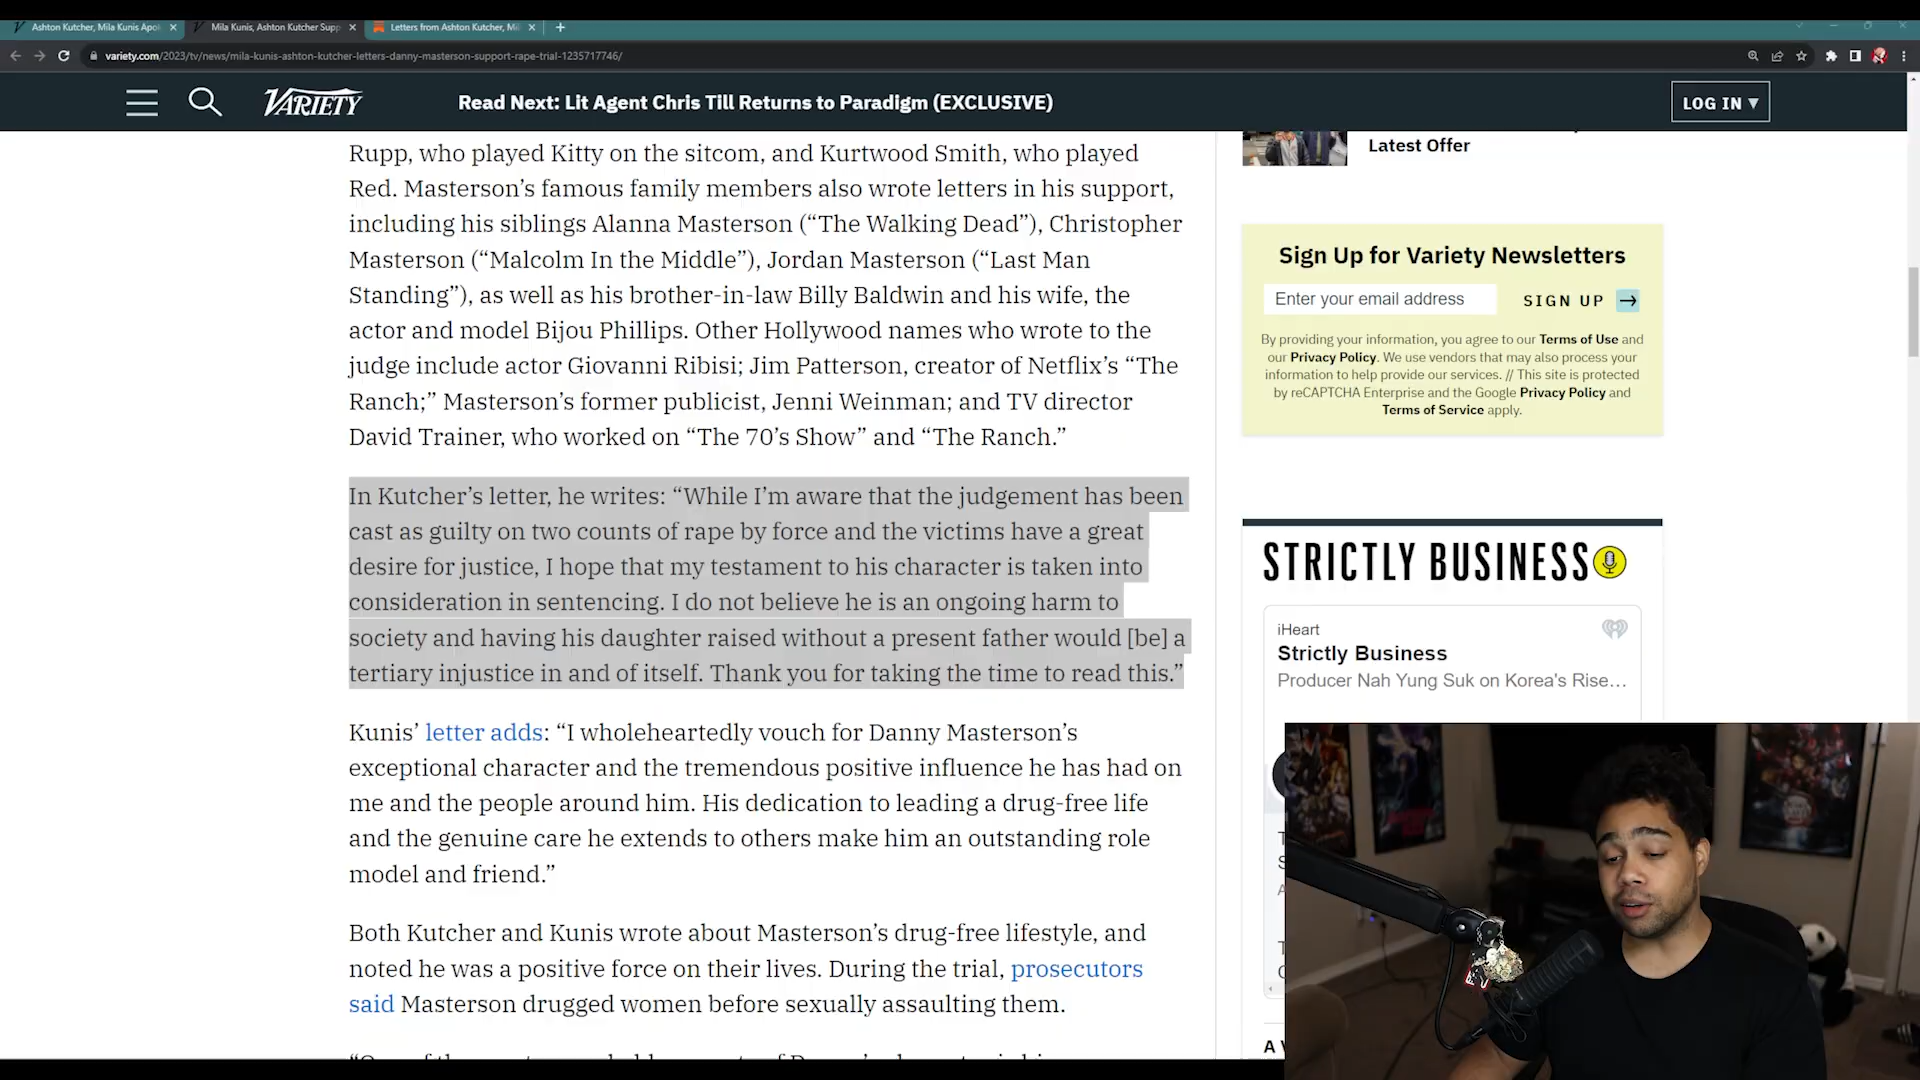 Ashton Kutcher, Mila Kunis Apol
Mila Kunis, Ashton Kutcher Supp
Letters from Ashton Kutcher, Mil
variety.com/2023/tv/news/mila-kunis-ashton-kutcher-letters-danny-masterson-support-rape-trial-1235717746/
VARIETY
Read Next: Lit Agent Chris Till Returns to Paradigm (EXCLUSIVE)
LOG IN ▾
Rupp, who played Kitty on the sitcom, and Kurtwood Smith, who played
Red. Masterson’s famous family members also wrote letters in his support,
including his siblings Alanna Masterson (“The Walking Dead”), Christopher
Masterson (“Malcolm In the Middle”), Jordan Masterson (“Last Man
Standing”), as well as his brother-in-law Billy Baldwin and his wife, the
actor and model Bijou Phillips. Other Hollywood names who wrote to the
judge include actor Giovanni Ribisi; Jim Patterson, creator of Netflix’s “The
Ranch;” Masterson’s former publicist, Jenni Weinman; and TV director
David Trainer, who worked on “The 70’s Show” and “The Ranch.”
In Kutcher’s letter, he writes: “While I’m aware that the judgement has been
cast as guilty on two counts of rape by force and the victims have a great
desire for justice, I hope that my testament to his character is taken into
consideration in sentencing. I do not believe he is an ongoing harm to
society and having his daughter raised without a present father would [be] a
tertiary injustice in and of itself. Thank you for taking the time to read this.”
Kunis’ letter adds: “I wholeheartedly vouch for Danny Masterson’s
exceptional character and the tremendous positive influence he has had on
me and the people around him. His dedication to leading a drug-free life
and the genuine care he extends to others make him an outstanding role
model and friend.”
Both Kutcher and Kunis wrote about Masterson’s drug-free lifestyle, and
noted he was a positive force on their lives. During the trial, prosecutors
said Masterson drugged women before sexually assaulting them.
Latest Offer
Sign Up for Variety Newsletters
Enter your email address
SIGN UP →
By providing your information, you agree to our Terms of Use and
our Privacy Policy. We use vendors that may also process your
information to help provide our services. // This site is protected
by reCAPTCHA Enterprise and the Google Privacy Policy and
Terms of Service apply.
STRICTLY BUSINESS
iHeart
Strictly Business
Producer Nah Yung Suk on Korea's Rise…